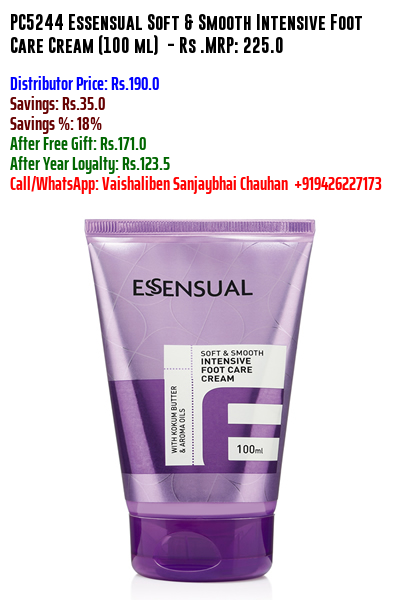 PC5244 Essensual Soft & Smooth Intensive Foot
Care Cream (100 ml)  - Rs .MRP: 225.0
Distributor Price: Rs.190.0
Savings: Rs.35.0
Savings %: 18%
After Free Gift: Rs.171.0
After Year Loyalty: Rs.123.5
Call/WhatsApp: Vaishaliben Sanjaybhai Chauhan  +919426227173
ESSENSUAL
SOFT & SMOOTH
INTENSIVE
FOOT CARE
CREAM
WITH KOKUM BUTTER
& AROMA OILS
100ml